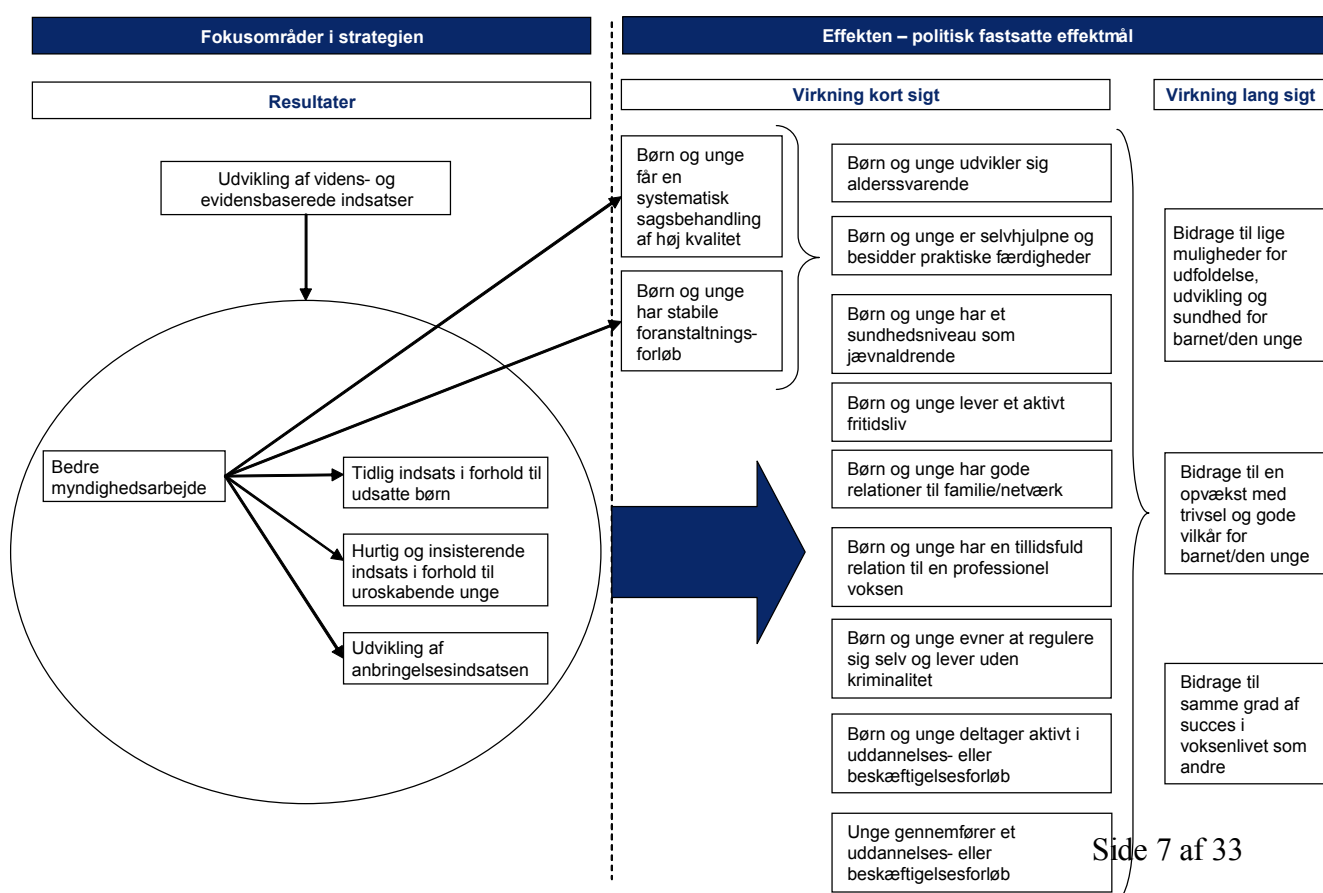 Fokusområder i strategien
Effekten – politisk fastsatte effektmål
Resultater
Virkning kort sigt
Virkning lang sigt
Udvikling af videns- og
evidensbaserede indsatser
Bedre
myndighedsarbejde
Tidlig indsats i forhold til
udsatte børn
Hurtig og insisterende
indsats i forhold til
uroskabende unge
Udvikling af
anbringelsesindsatsen
Børn og unge
får en
systematisk
sagsbehandling
af høj kvalitet
Børn og unge
har stabile
foranstaltnings-
forløb
Børn og unge udvikler sig
alderssvarende
Børn og unge er selvhjulpne og
besidder praktiske færdigheder
Børn og unge har et
sundhedsniveau som
jævnaldrende
Børn og unge lever et aktivt
fritidsliv
Børn og unge har gode
relationer til familie/netværk
Børn og unge har en tillidsfuld
relation til en professionel
voksen
Børn og unge evner at regulere
sig selv og lever uden
kriminalitet
Børn og unge deltager aktivt i
uddannelses- eller
beskæftigelsesforløb
Unge gennemfører et
uddannelses- eller
beskæftigelsesforløb
Bidrage til lige
muligheder for
udfoldelse,
udvikling og
sundhed for
barnet/den unge
Bidrage til en
opvækst med
trivsel og gode
vilkår for
barnet/den unge
Bidrage til
samme grad af
succes i
voksenlivet som
andre
Side 7 af 33